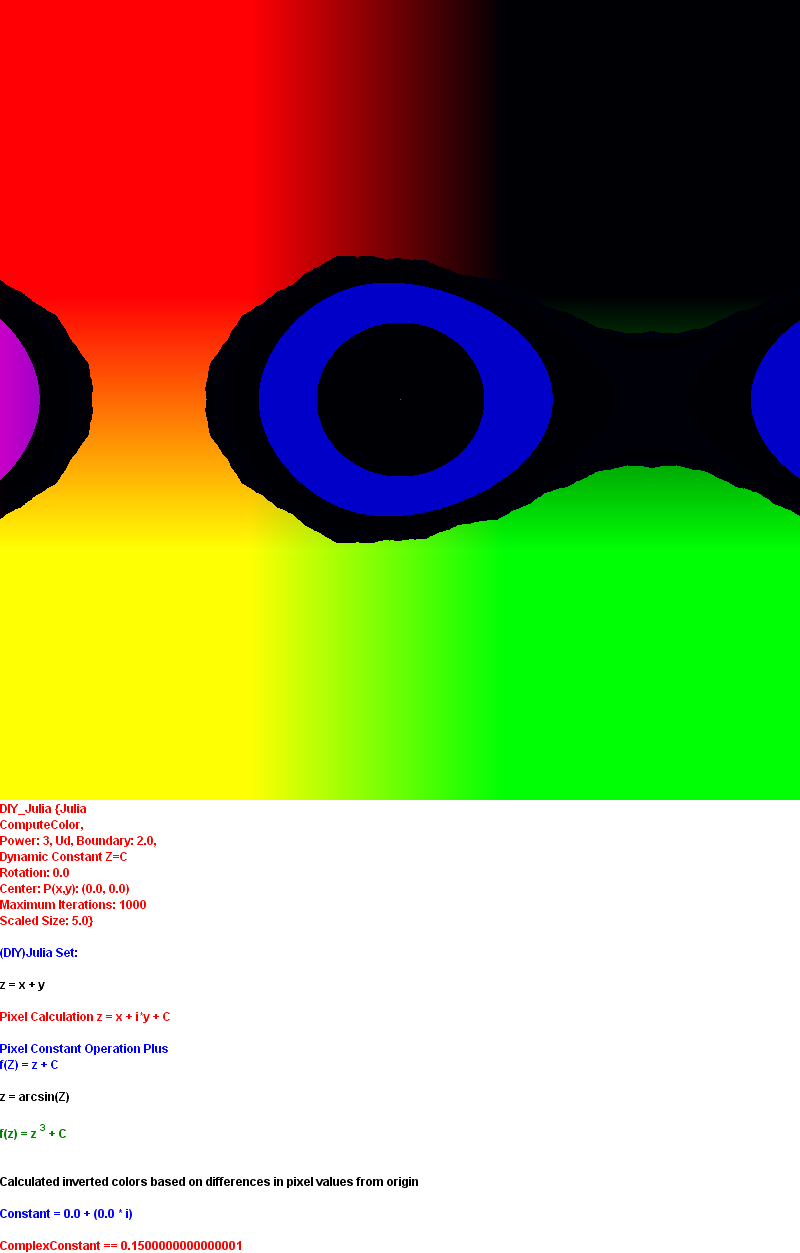 DIY_Julia {Julia
ComputeColor,
Power: 3, Ud, Boundary: 2.0,
Dynamic Constant Z=C
Rotation: 0.0
Center: P(x,y): (0.0, 0.0)
Maximum Iterations: 1000
Scaled Size: 5.0}
(DIY)Julia Set:
z = x + y
Pixel Calculation z = x + i*y + C
Pixel Constant Operation Plus
f(Z) = z + C
z = arcsin(Z)
f(z) = z ³ + C
Calculated inverted colors based on differences in pixel values from origin
Constant = 0.0 + (0.0 * i)
ComplexConstant == 0.1500000000000001